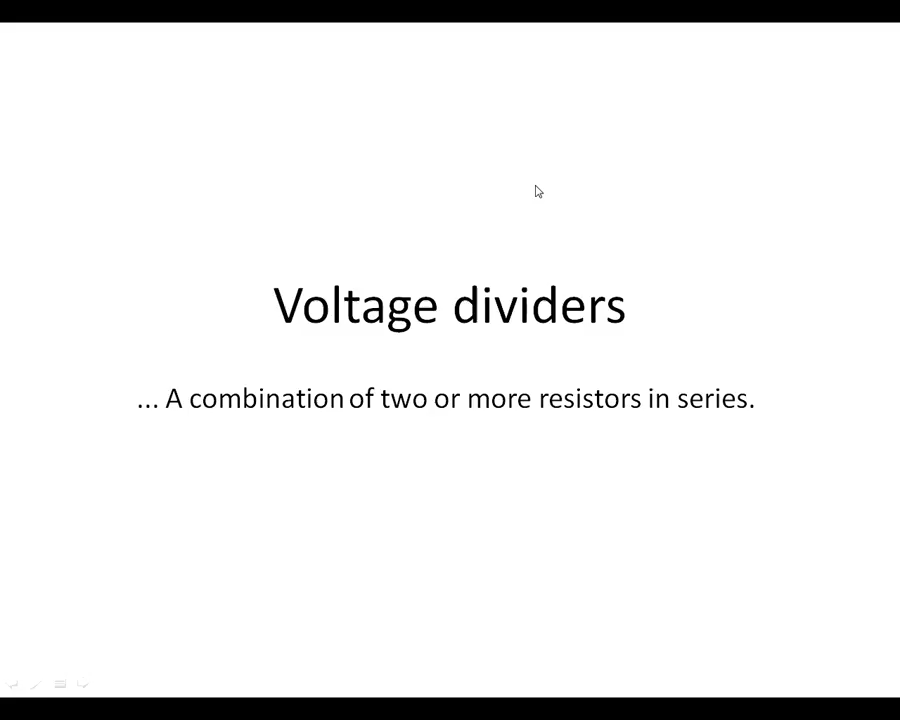 Voltage dividers
... A combination of two or more resistors in series.